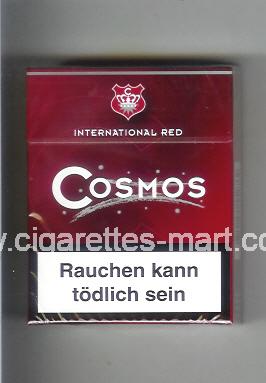 C
INTERNATIONAL RED
COSMOS
www.cigarettes-mart.com
Rauchen kann
tödlich sein